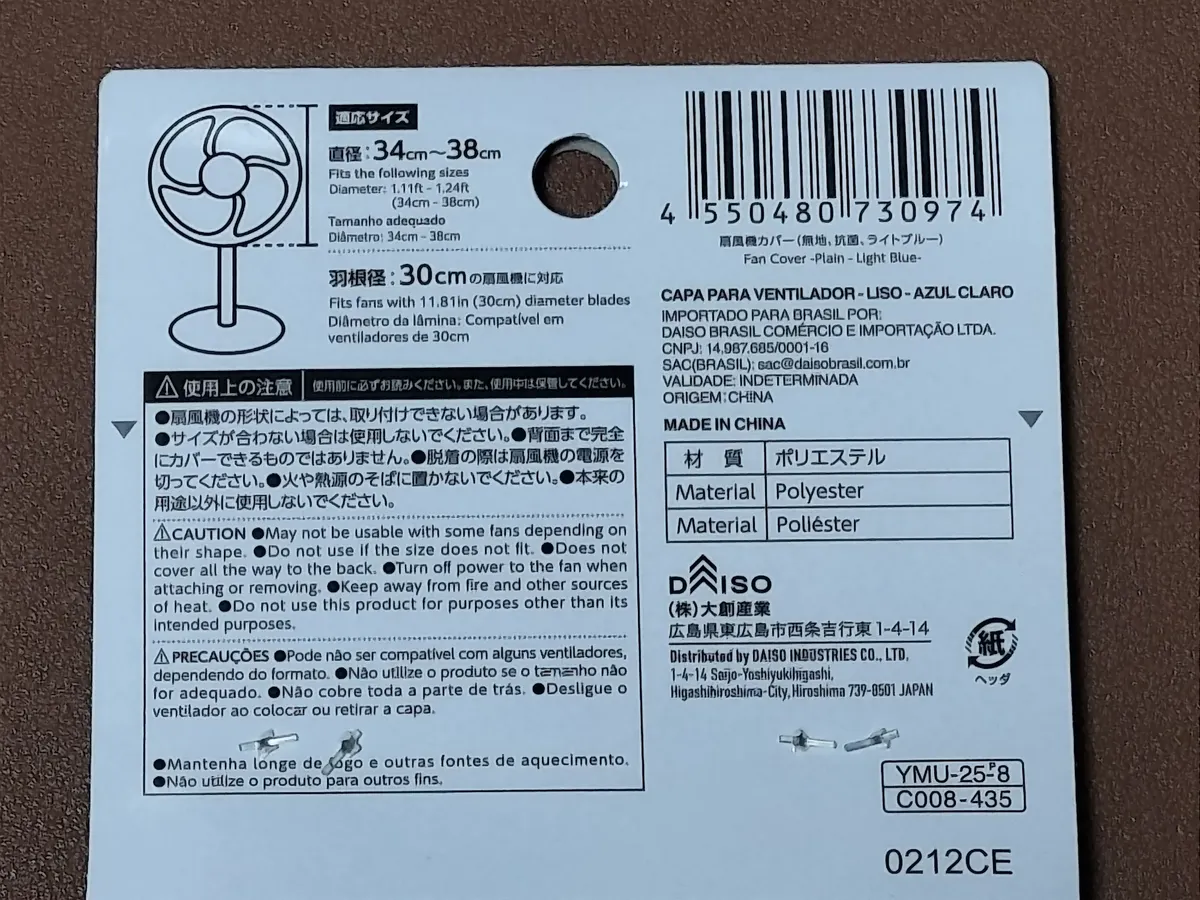 適応サイズ
直径:34cm〜38cm
Fits the following sizes
Diameter: 1.11ft - 1.24ft
(34cm - 38cm)
Tamanho adequado
Diâmetro: 34cm - 38cm
羽根径:30cmの扇風機に対応
Fits fans with 11.81in (30cm) diameter blades
Diâmetro da lâmina: Compatível em
ventiladores de 30cm
⚠使用上の注意 使用前に必ずお読みください。また、使用中は保管してください。
●扇風機の形状によっては、取り付けできない場合があります。
●サイズが合わない場合は使用しないでください。●背面まで完全
にカバーできるものではありません。●脱着の際は扇風機の電源を
切ってください。●火や熱源のそばに置かないでください。●本来の
用途以外に使用しないでください。
⚠CAUTION ●May not be usable with some fans depending on
their shape. ●Do not use if the size does not fit. ●Does not
cover all the way to the back. ●Turn off power to the fan when
attaching or removing. ●Keep away from fire and other sources
of heat. ●Do not use this product for purposes other than its
intended purposes.
⚠PRECAUÇÕES ●Pode não ser compatível com alguns ventiladores,
dependendo do formato. ●Não utilize o produto se o tamanho não
for adequado. ●Não cobre toda a parte de trás. ●Desligue o
ventilador ao colocar ou retirar a capa.
●Mantenha longe de fogo e outras fontes de aquecimento.
●Não utilize o produto para outros fins.
4 550480 730974
扇風機カバー(無地、抗菌、ライトブルー)
Fan Cover -Plain - Light Blue-
CAPA PARA VENTILADOR - LISO - AZUL CLARO
IMPORTADO PARA BRASIL POR:
DAISO BRASIL COMÉRCIO E IMPORTAÇÃO LTDA.
CNPJ: 14.987.685/0001-16
SAC(BRASIL): sac@daisobrasil.com.br
VALIDADE: INDETERMINADA
ORIGEM: CHINA
MADE IN CHINA
材 質 ポリエステル
Material Polyester
Material Poliéster
DAISO
(株)大創産業
広島県東広島市西条吉行東1-4-14
Distributed by DAISO INDUSTRIES CO., LTD.
1-4-14 Saijo-Yoshiyukihigashi,
Higashihiroshima-City, Hiroshima 739-8501 JAPAN
紙
ヘッダ
YMU-25-P8
C008-435
0212CE